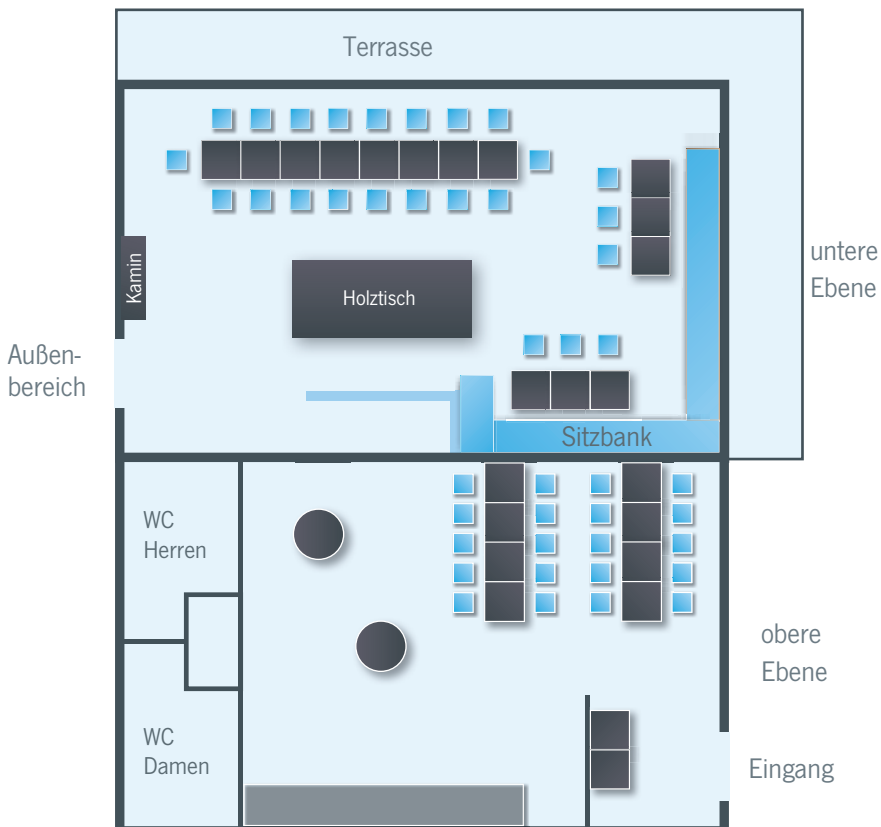 Terrasse
Kamin
Holztisch
untere
Ebene
Außen-
bereich
Sitzbank
WC
Herren
obere
Ebene
WC
Damen
Eingang